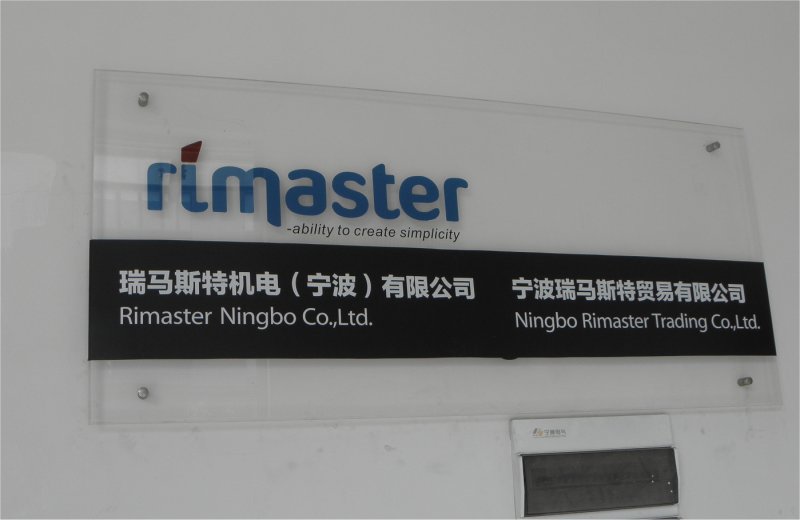 rimaster
-ability to create simplicity
瑞马斯特机电（宁波）有限公司
Rimaster Ningbo Co.,Ltd.
宁波瑞马斯特贸易有限公司
Ningbo Rimaster Trading Co.,Ltd.